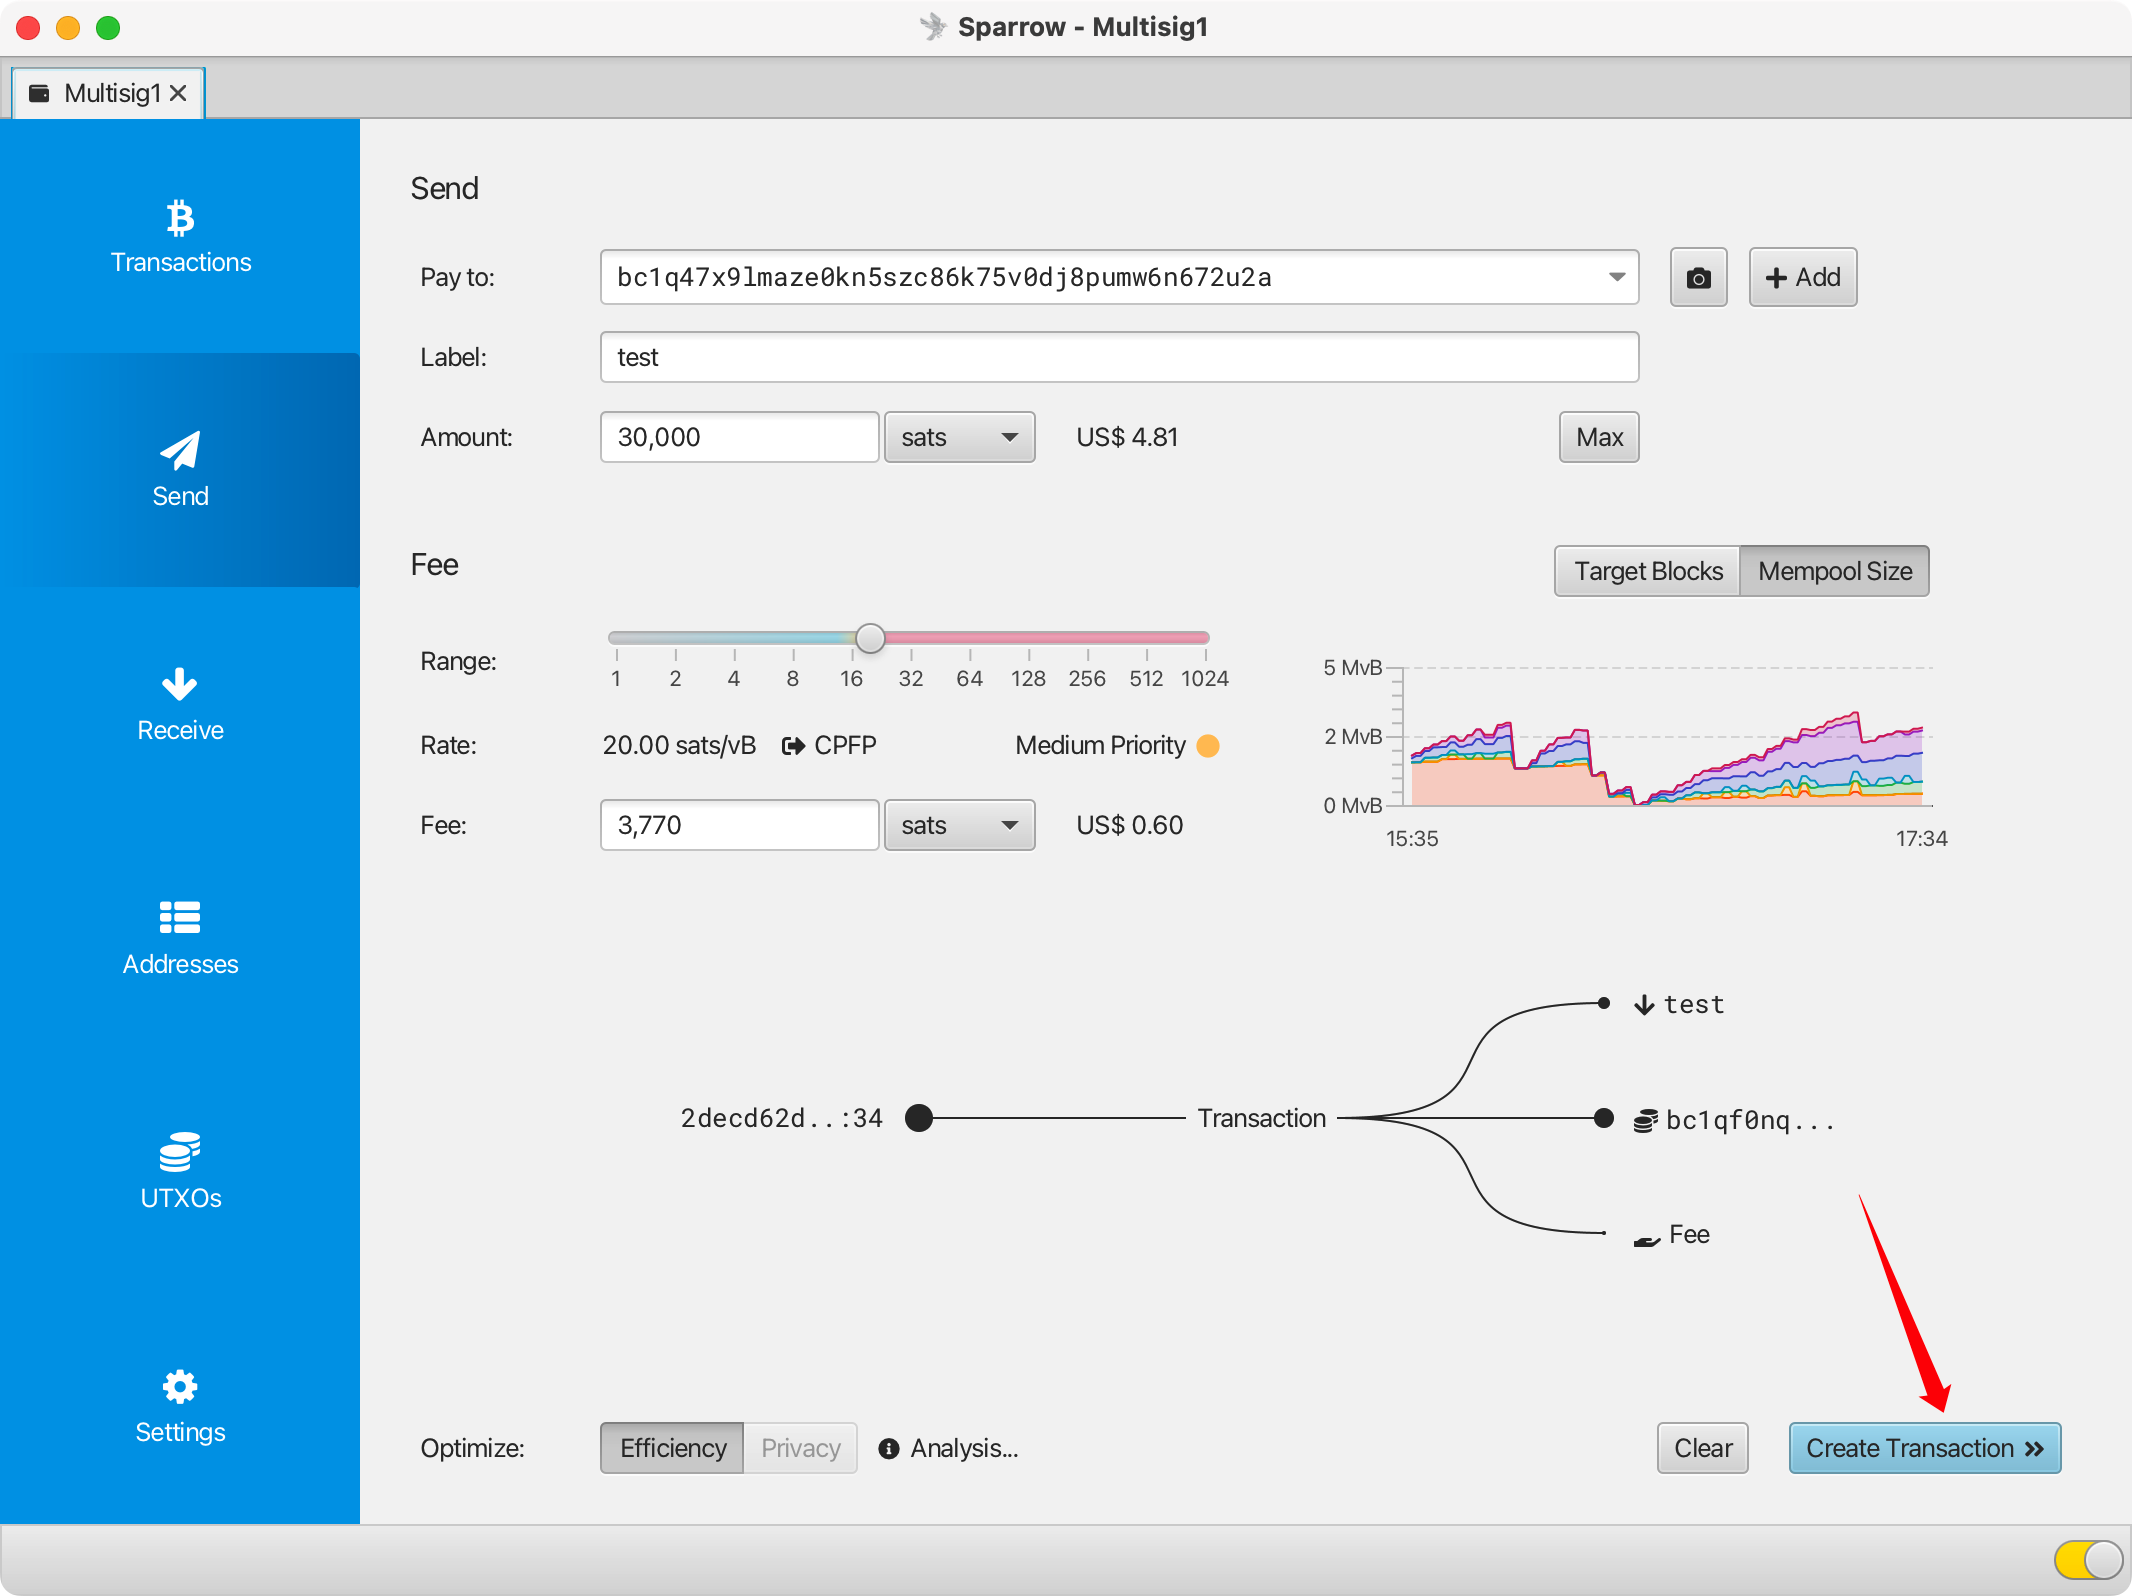 Sparrow - Multisig1
Multisig1
Transactions
Send
Receive
Addresses
UTXOs
Settings
Send
Pay to:
bc1q47x9lmaze0kn5szc86k75v0dj8pumw6n672u2a
Add
Label:
test
Amount:
30,000
sats
US$ 4.81
Max
Fee
Target Blocks
Mempool Size
Range:
1 2 4 8 16 32 64 128 256 512 1024
Rate:
20.00 sats/vB
CPFP
Medium Priority
Fee:
3,770
sats
US$ 0.60
5 MvB
2 MvB
0 MvB
15:35
17:34
2decd62d..:34
Transaction
test
bc1qf0nq...
Fee
Optimize:
Efficiency
Privacy
Analysis...
Clear
Create Transaction